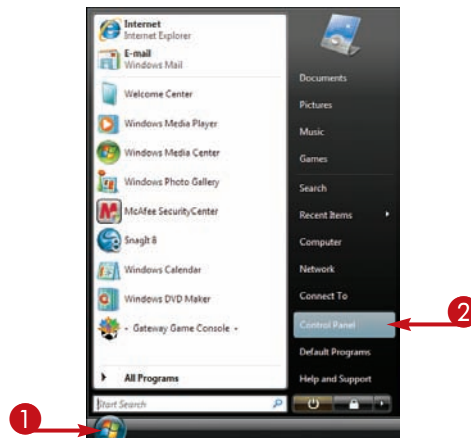 Internet
Internet Explorer
E-mail
Windows Mail
Welcome Center
Windows Media Player
Windows Media Center
Windows Photo Gallery
McAfee SecurityCenter
SnagIt 8
Windows Calendar
Windows DVD Maker
- Gateway Game Console -
All Programs
Start Search
Documents
Pictures
Music
Games
Search
Recent Items
Computer
Network
Connect To
Control Panel
Default Programs
Help and Support
1
2